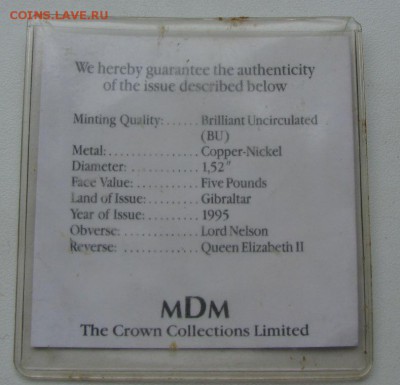 COINS.ЛАVE.РУ
We hereby guarantee the authenticity
of the issue described below
Minting Quality:...... Brilliant Uncirculated
(BU)
Metal:................ Copper-Nickel
Diameter: ............ 1,52"
Face Value:.......... Five Pounds
Land of Issue:........ Gibraltar
Year of Issue: ........ 1995
Obverse:............. Lord Nelson
Reverse: ............. Queen Elizabeth II
MDM
The Crown Collections Limited